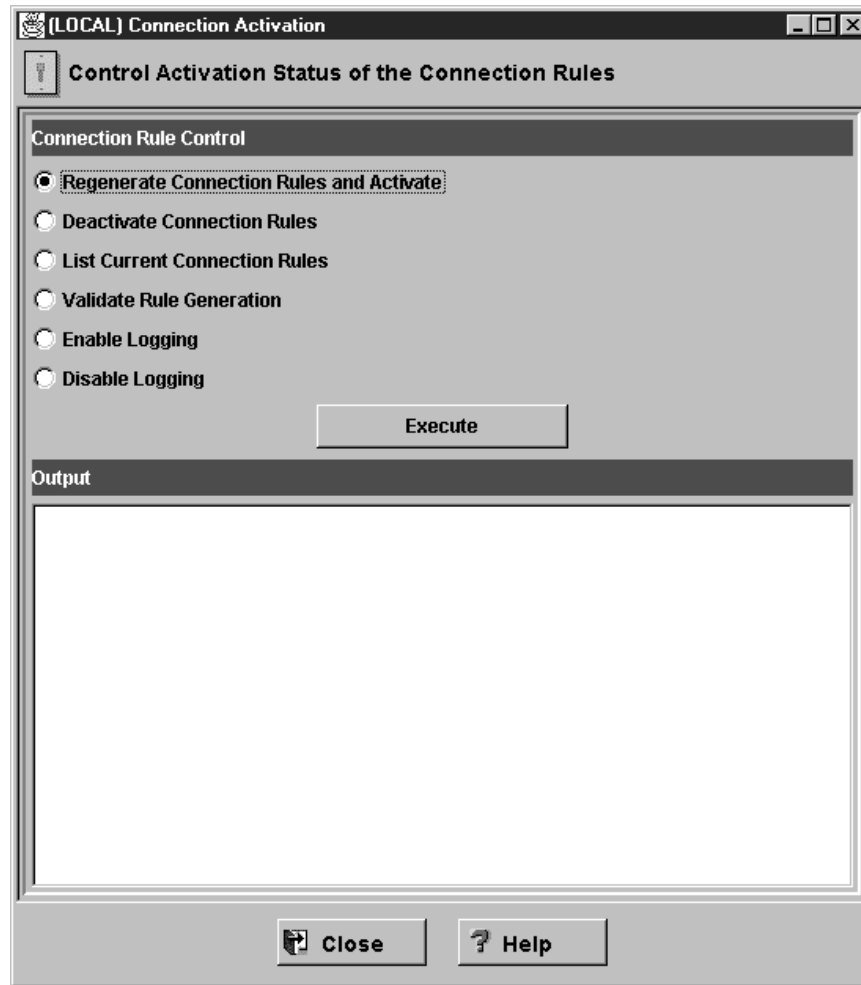 (LOCAL) Connection Activation
Control Activation Status of the Connection Rules
Connection Rule Control
Regenerate Connection Rules and Activate
Deactivate Connection Rules
List Current Connection Rules
Validate Rule Generation
Enable Logging
Disable Logging
Execute
Output
Close
? Help